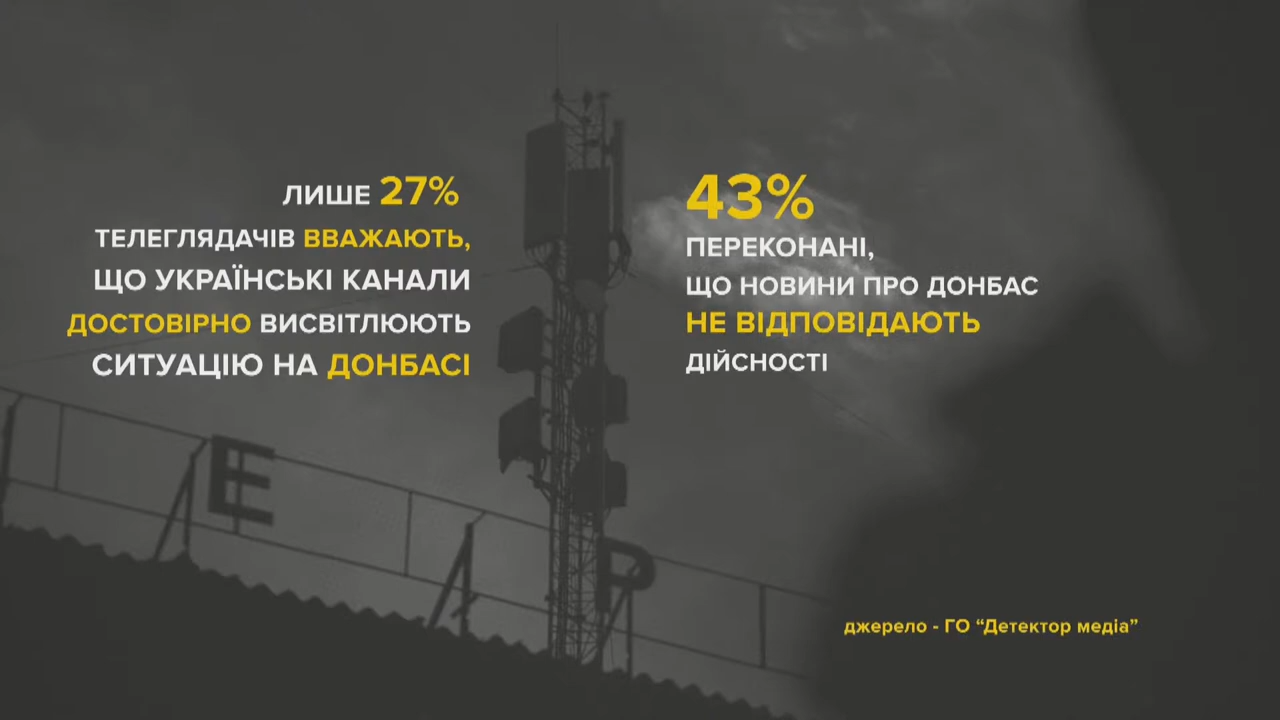 ЛИШЕ 27%
ТЕЛЕГЛЯДАЧІВ ВВАЖАЮТЬ,
ЩО УКРАЇНСЬКІ КАНАЛИ
ДОСТОВІРНО ВИСВІТЛЮЮТЬ
СИТУАЦІЮ НА ДОНБАСІ
43%
ПЕРЕКОНАНІ,
ЩО НОВИНИ ПРО ДОНБАС
НЕ ВІДПОВІДАЮТЬ
ДІЙСНОСТІ
Е Р
джерело - ГО “Детектор медіа”